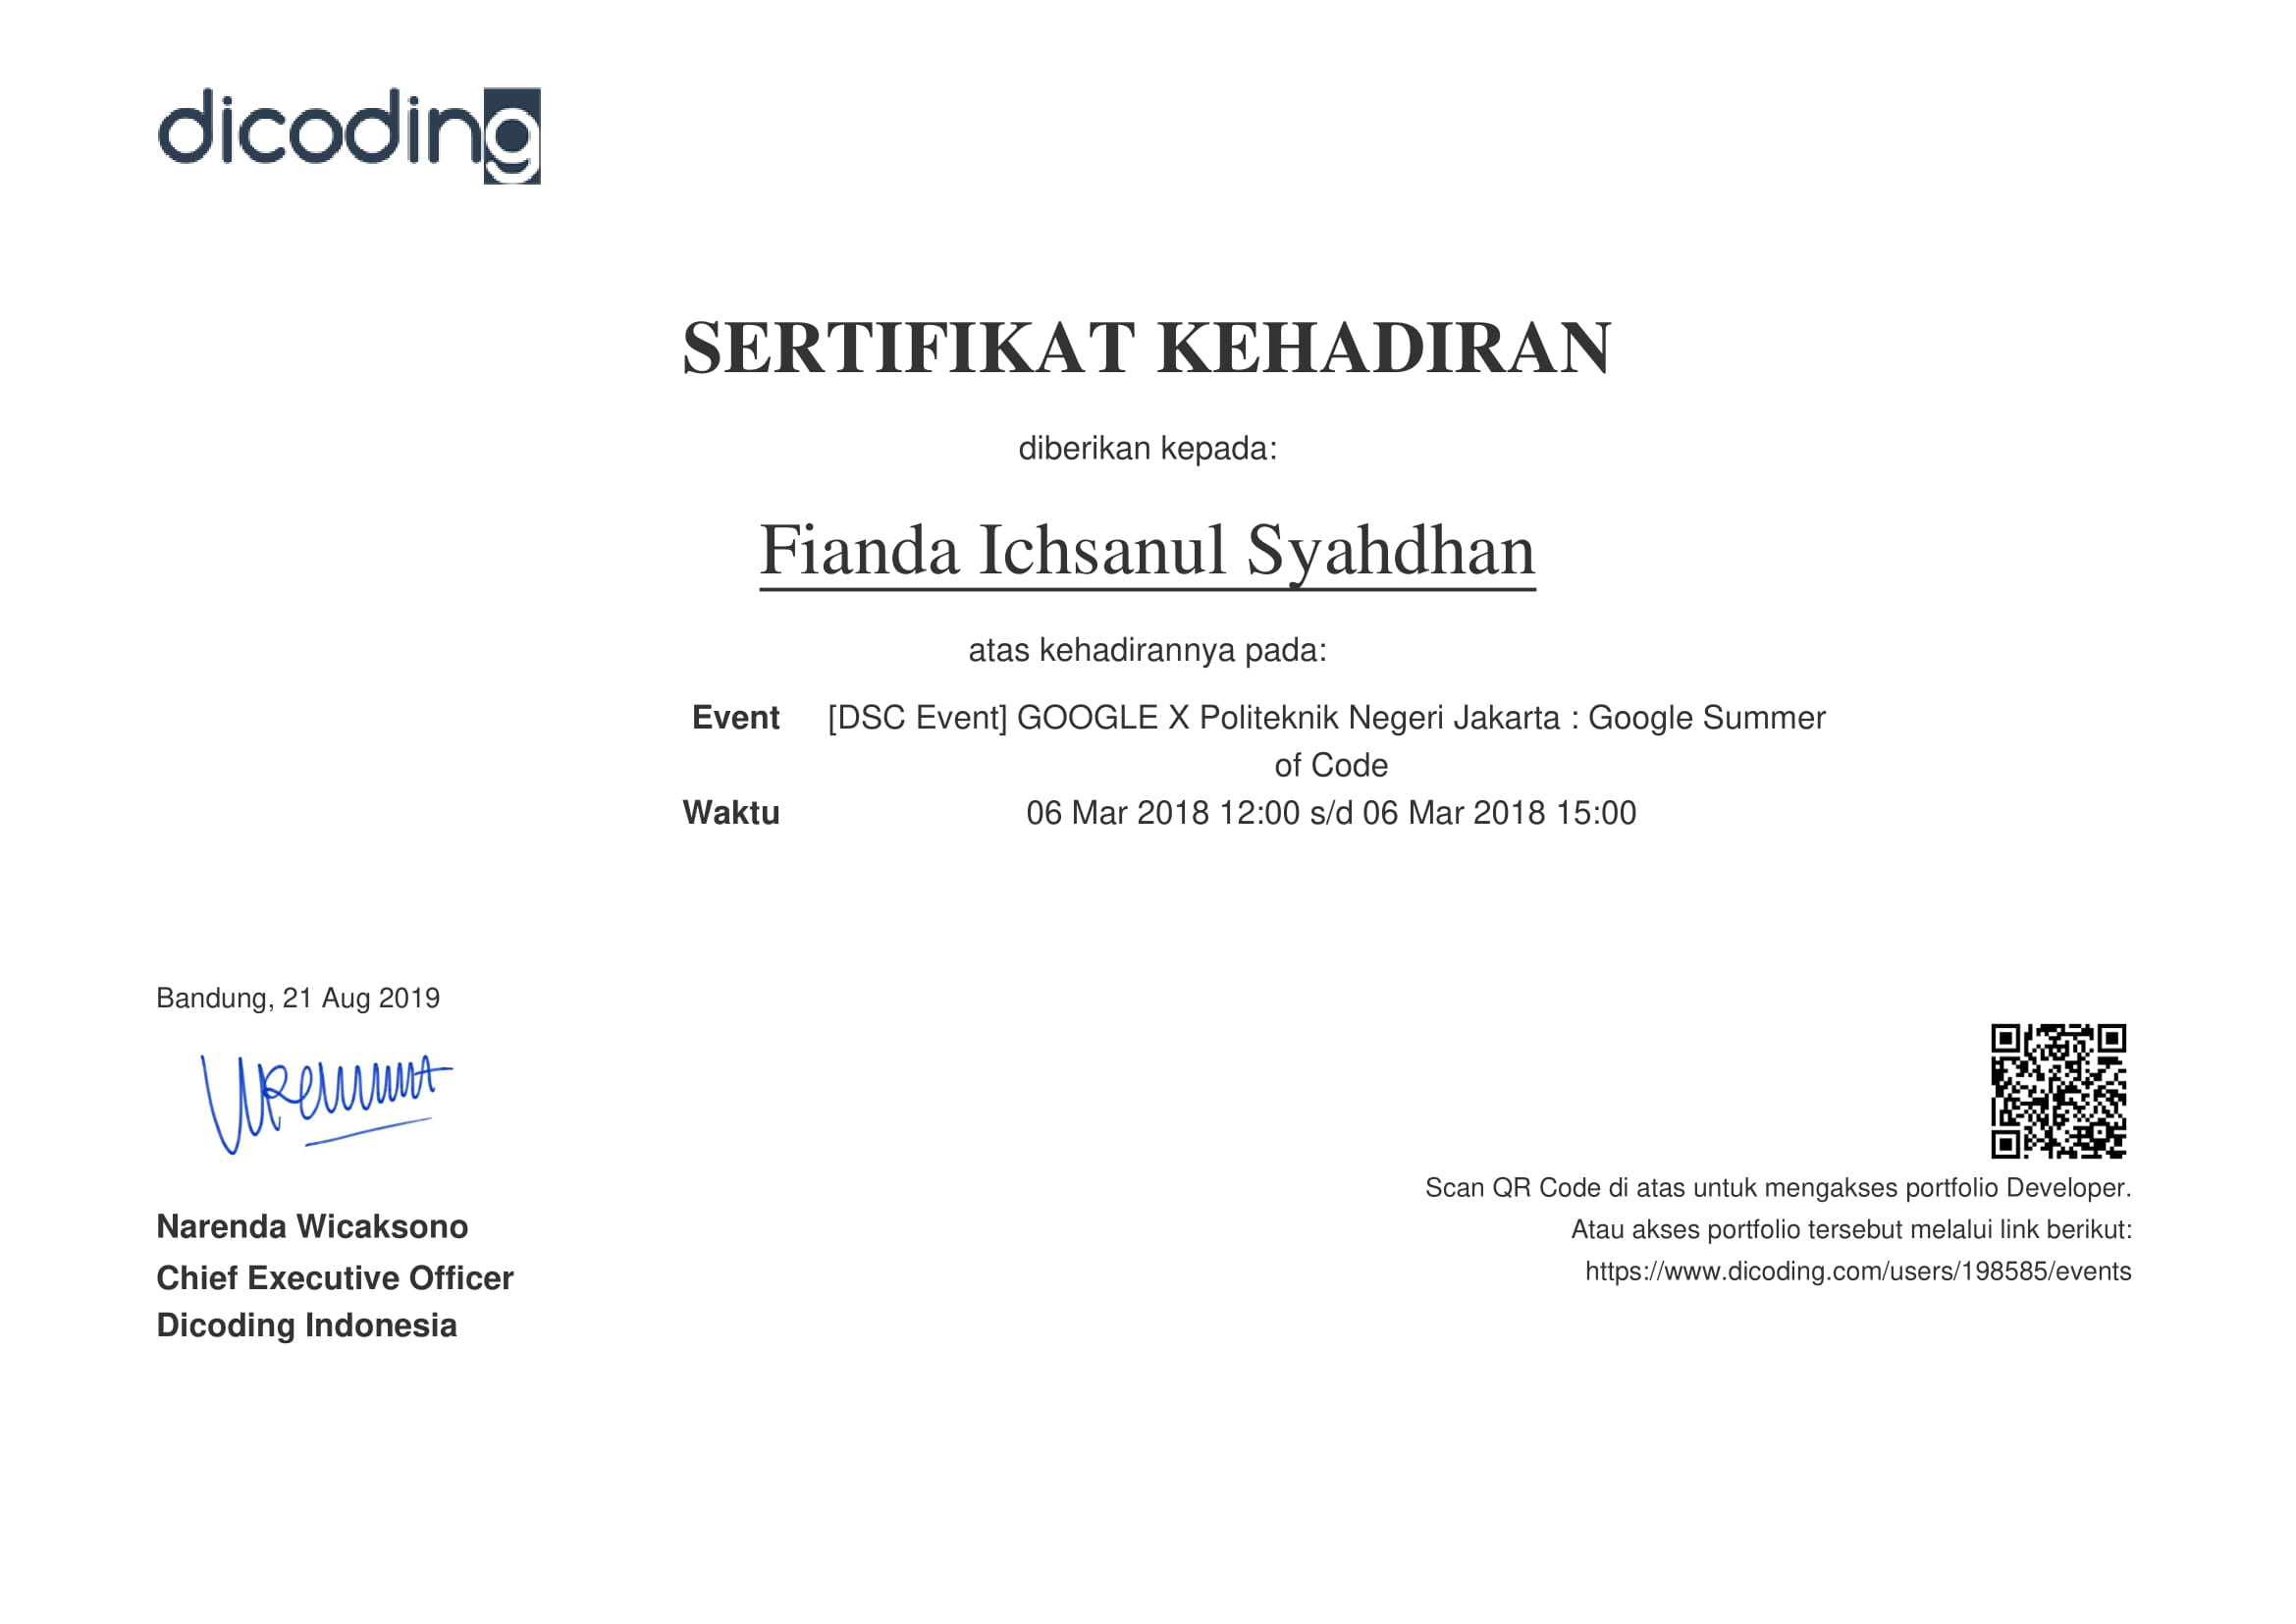 dicoding
SERTIFIKAT KEHADIRAN
diberikan kepada:
Fianda Ichsanul Syahdhan
atas kehadirannya pada:
Event [DSC Event] GOOGLE X Politeknik Negeri Jakarta : Google Summer
of Code
Waktu 06 Mar 2018 12:00 s/d 06 Mar 2018 15:00
Bandung, 21 Aug 2019
Narenda Wicaksono
Chief Executive Officer
Dicoding Indonesia
Scan QR Code di atas untuk mengakses portfolio Developer.
Atau akses portfolio tersebut melalui link berikut:
https://www.dicoding.com/users/198585/events